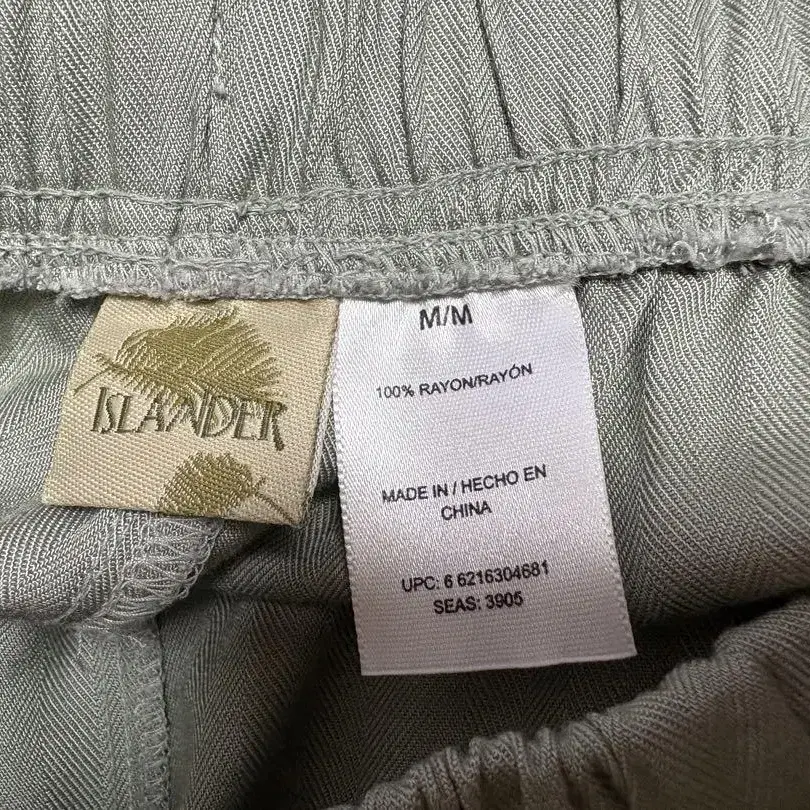 ISLANDER
M/M
100% RAYON/RAYÓN
MADE IN / HECHO EN
CHINA
UPC: 6 6216304681
SEAS: 3905